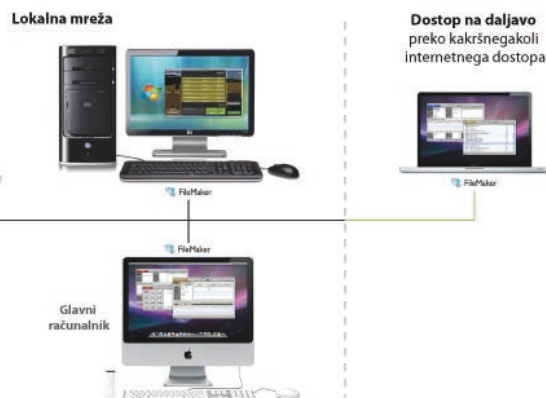 Lokalna mreža
Dostop na daljavo
preko kakršnegakoli
internetnega dostopa
FileMaker
FileMaker
FileMaker
Glavni
računalnik